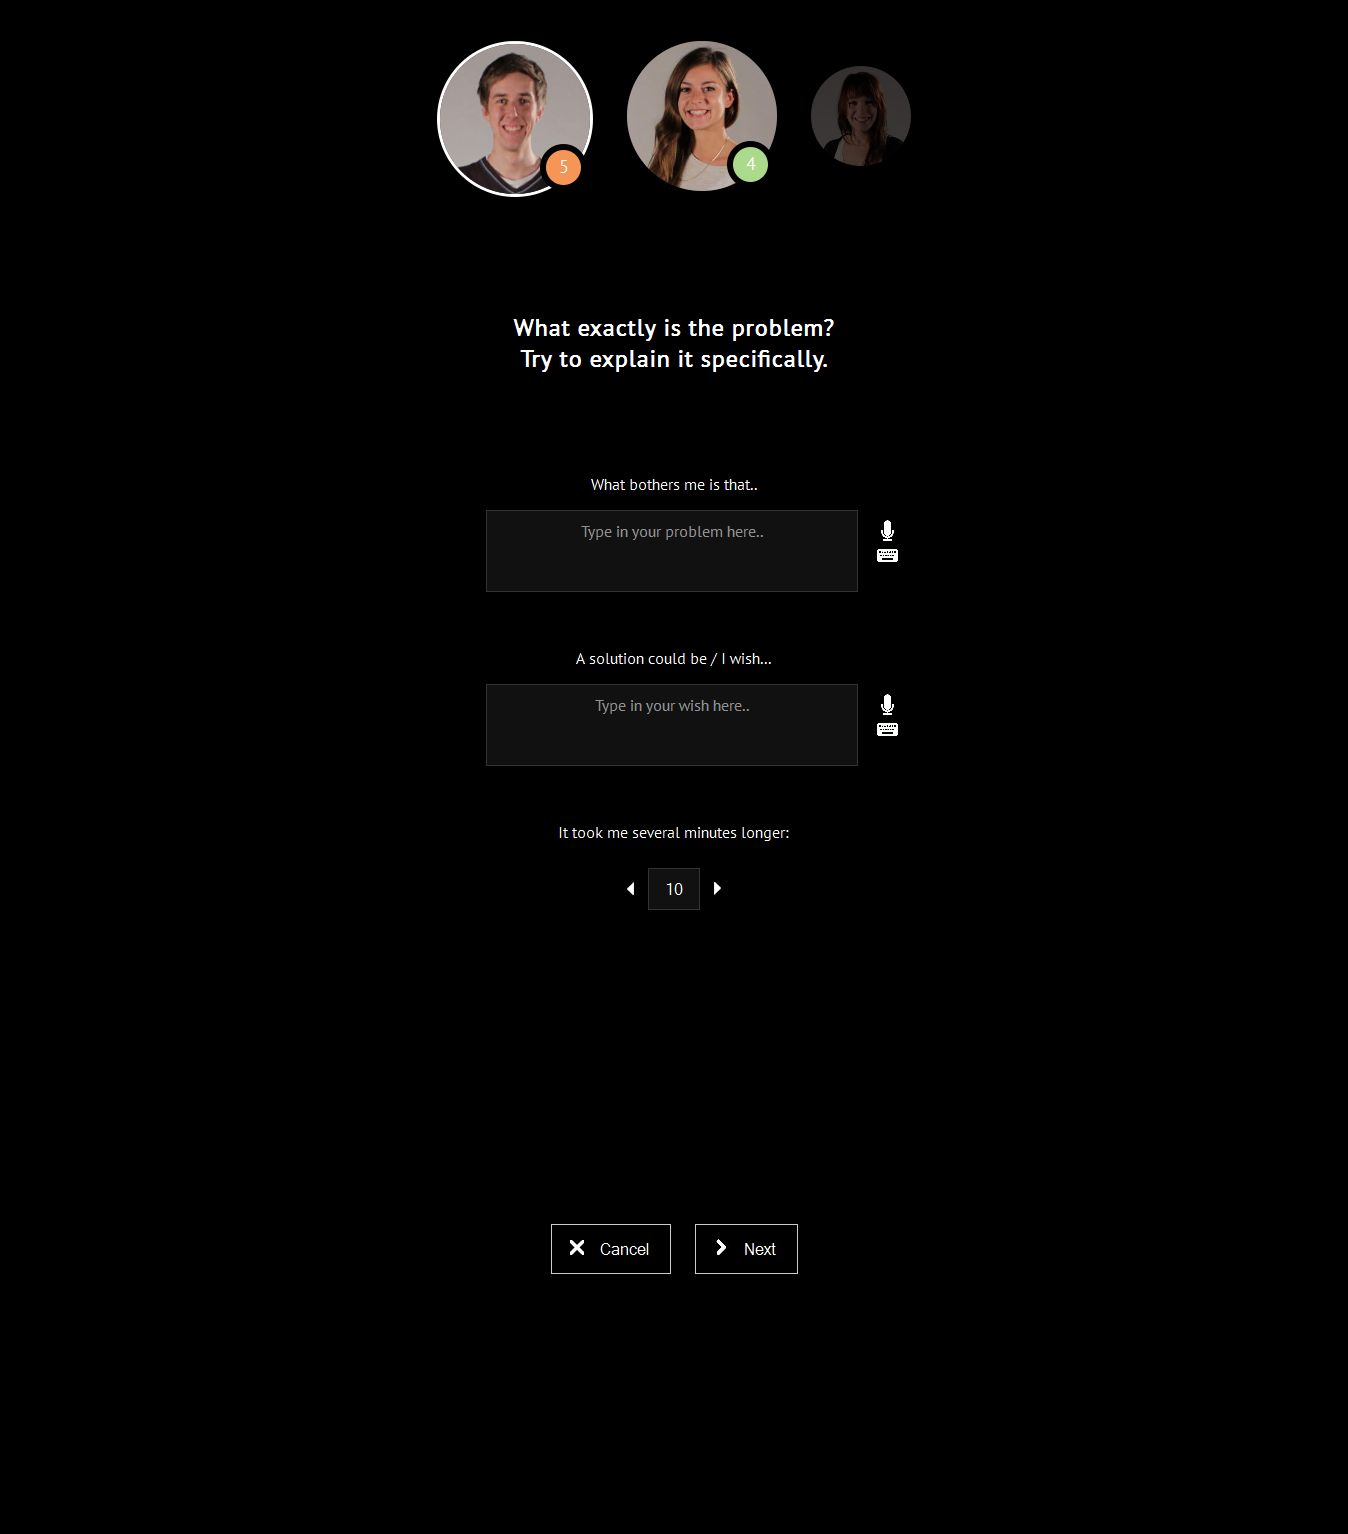 5
4
What exactly is the problem?
Try to explain it specifically.
What bothers me is that..
Type in your problem here..
A solution could be / I wish...
Type in your wish here..
It took me several minutes longer:
10
Cancel
Next